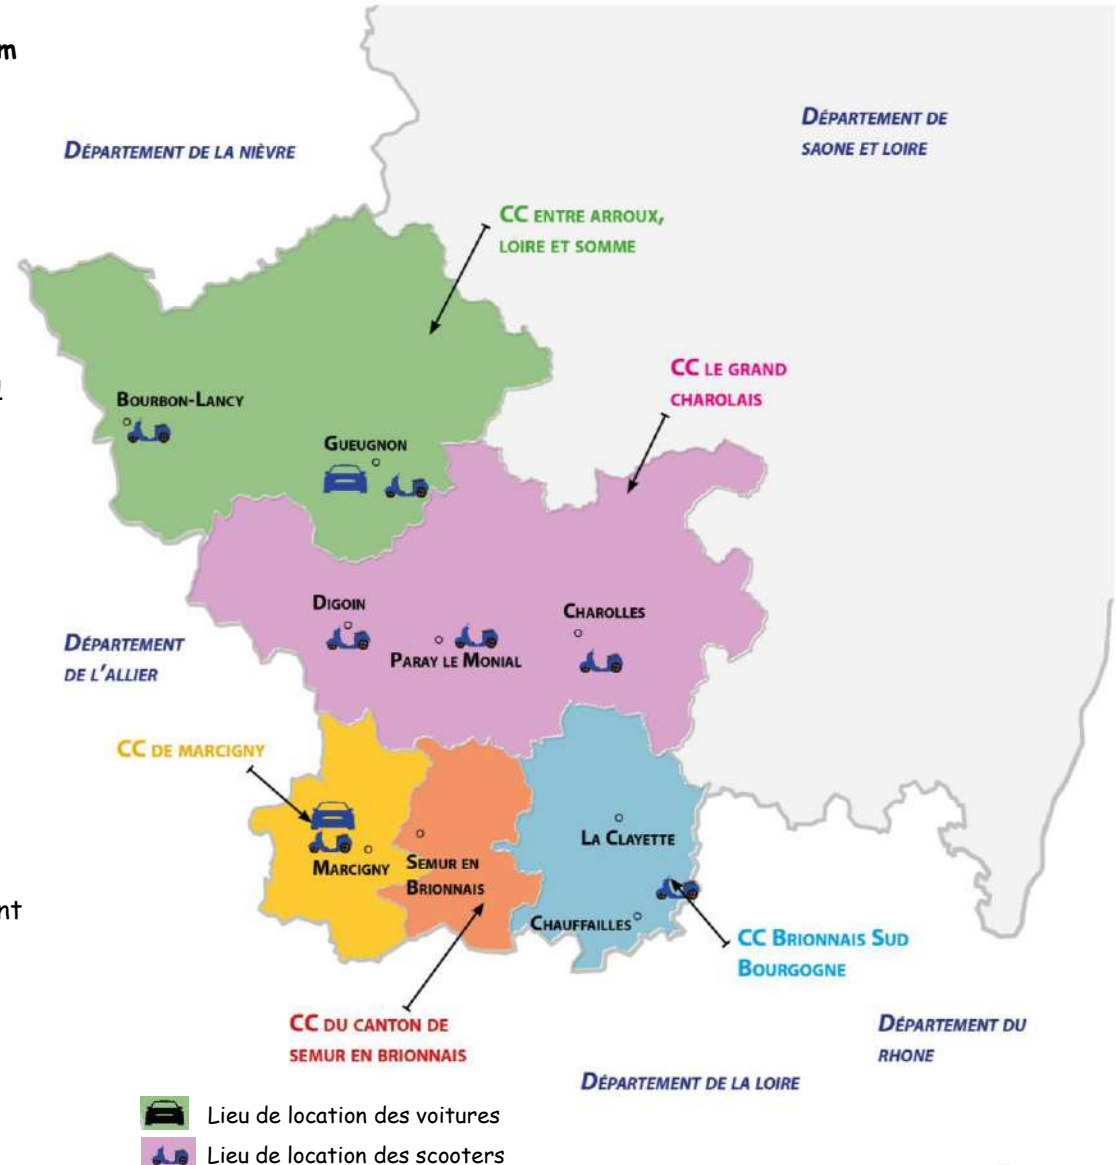 m
DÉPARTEMENT DE
SAONE ET LOIRE
DÉPARTEMENT DE LA NIÈVRE
CC ENTRE ARROUX,
LOIRE ET SOMME
CC LE GRAND
CHAROLAIS
BOURBON-LANCY
GUEUGNON
DIGOIN
CHAROLLES
PARAY LE MONIAL
DÉPARTEMENT
DE L'ALLIER
CC DE MARCIGNY
LA CLAYETTE
MARCIGNY
SEMUR EN
BRIONNAIS
nt
CHAUFFAILLES
CC BRIONNAIS SUD
BOURGOGNE
CC DU CANTON DE
SEMUR EN BRIONNAIS
DÉPARTEMENT DU
RHONE
DÉPARTEMENT DE LA LOIRE
Lieu de location des voitures
Lieu de location des scooters